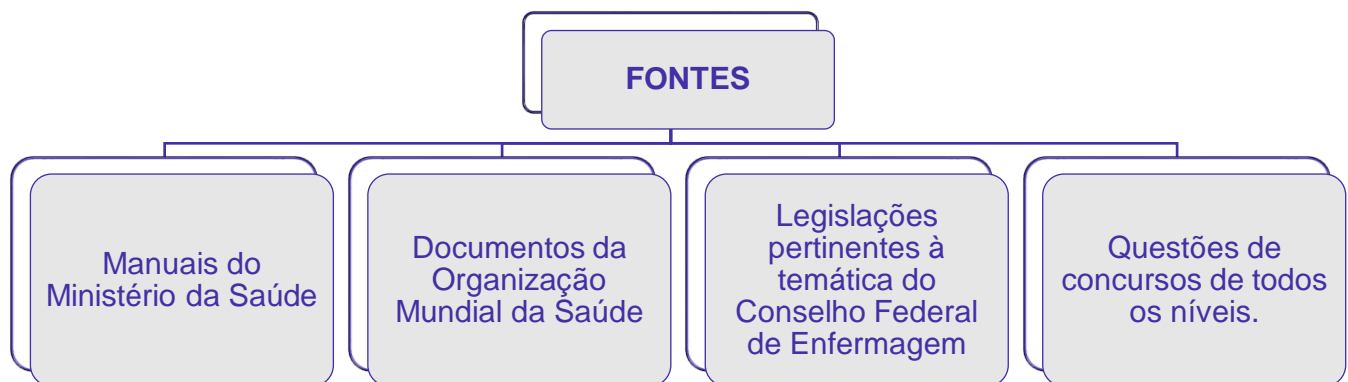 FONTES
Manuais do
Ministério da Saúde
Documentos da
Organização
Mundial da Saúde
Legislações
pertinentes à
temática do
Conselho Federal
de Enfermagem
Questões de
concursos de todos
os níveis.